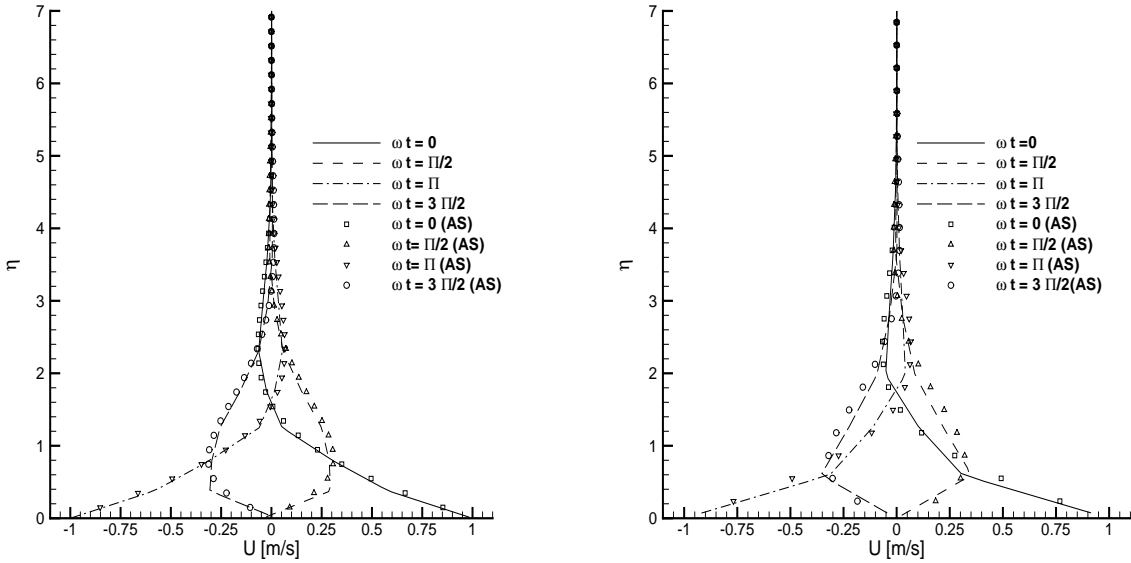 7
6
5
4
3
2
1
0
η
-1 -0.75 -0.5 -0.25 0 0.25 0.5 0.75 1
U [m/s]
ω t = 0
ω t = Π/2
ω t = Π
ω t = 3 Π/2
ω t = 0 (AS)
ω t= Π/2 (AS)
ω t= Π (AS)
ω t = 3 Π/2 (AS)
7
6
5
4
3
2
1
0
η
-1 -0.75 -0.5 -0.25 0 0.25 0.5 0.75 1
U [m/s]
ω t =0
ω t = Π/2
ω t = Π
ω t = 3 Π/2
ω t = 0 (AS)
ω t = Π/2 (AS)
ω t = Π (AS)
ω t = 3 Π/2(AS)